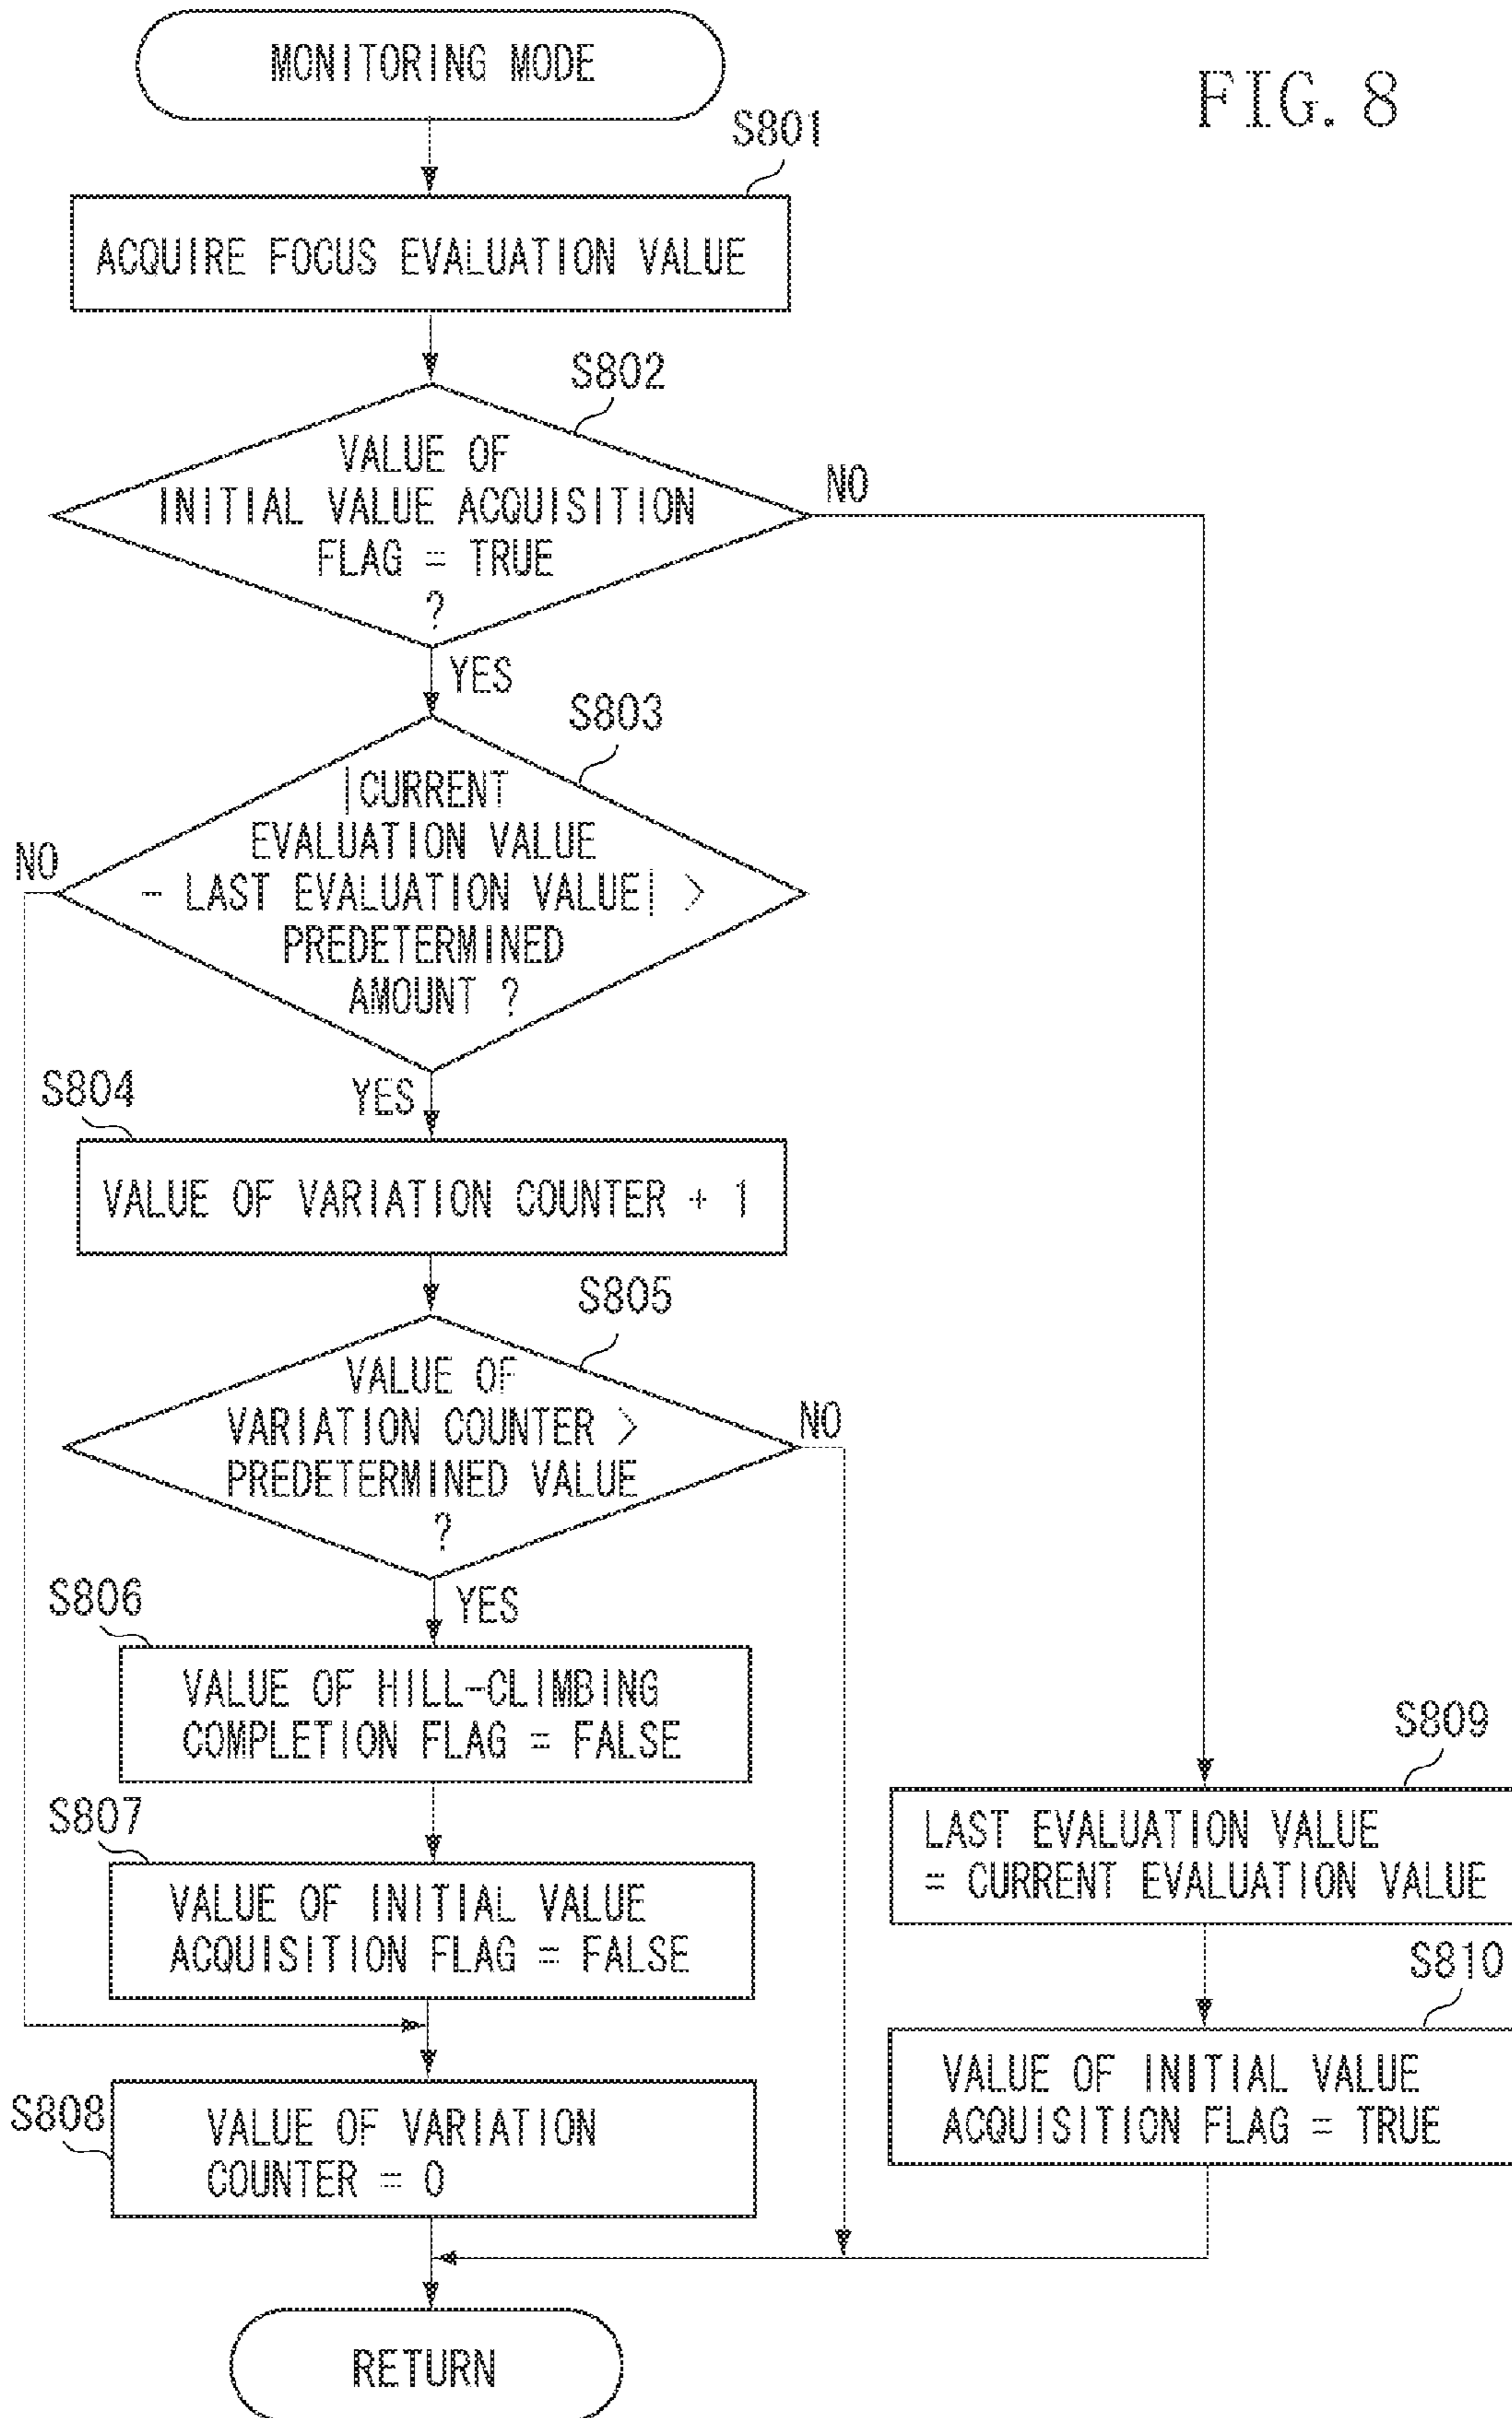 FIG. 8
MONITORING MODE
S801
ACQUIRE FOCUS EVALUATION VALUE
S802
VALUE OF
INITIAL VALUE ACQUISITION
FLAG = TRUE
?
NO
YES
S803
|CURRENT
EVALUATION VALUE
- LAST EVALUATION VALUE| >
PREDETERMINED
AMOUNT ?
NO
YES
S804
VALUE OF VARIATION COUNTER + 1
S805
VALUE OF
VARIATION COUNTER >
PREDETERMINED VALUE
?
NO
YES
S806
VALUE OF HILL-CLIMBING
COMPLETION FLAG = FALSE
S807
VALUE OF INITIAL VALUE
ACQUISITION FLAG = FALSE
S808
VALUE OF VARIATION
COUNTER = 0
S809
LAST EVALUATION VALUE
= CURRENT EVALUATION VALUE
S810
VALUE OF INITIAL VALUE
ACQUISITION FLAG = TRUE
RETURN